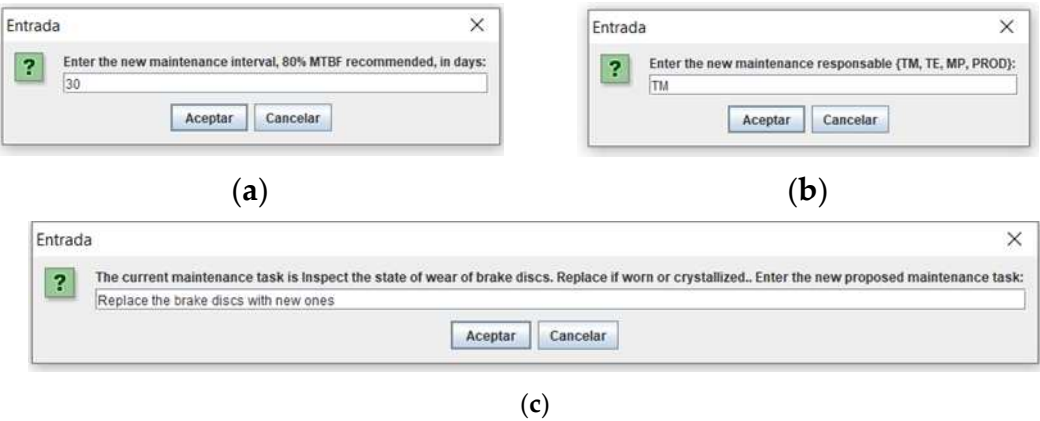 Entrada
Enter the new maintenance interval, 80% MTBF recommended, in days:
30
Aceptar Cancelar
(a)
Entrada
Enter the new maintenance responsable {TM, TE, MP, PROD}:
TM
Aceptar Cancelar
(b)
Entrada
The current maintenance task is Inspect the state of wear of brake discs. Replace if worn or crystallized.. Enter the new proposed maintenance task:
Replace the brake discs with new ones
Aceptar Cancelar
(c)